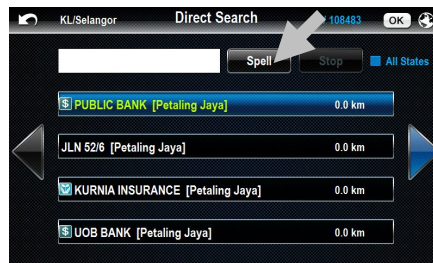 KL/Selangor Direct Search 108483 OK
Spell Stop All States
$ PUBLIC BANK [Petaling Jaya] 0.0 km
JLN 52/6 [Petaling Jaya] 0.0 km
KURNIA INSURANCE [Petaling Jaya] 0.0 km
$ UOB BANK [Petaling Jaya] 0.0 km